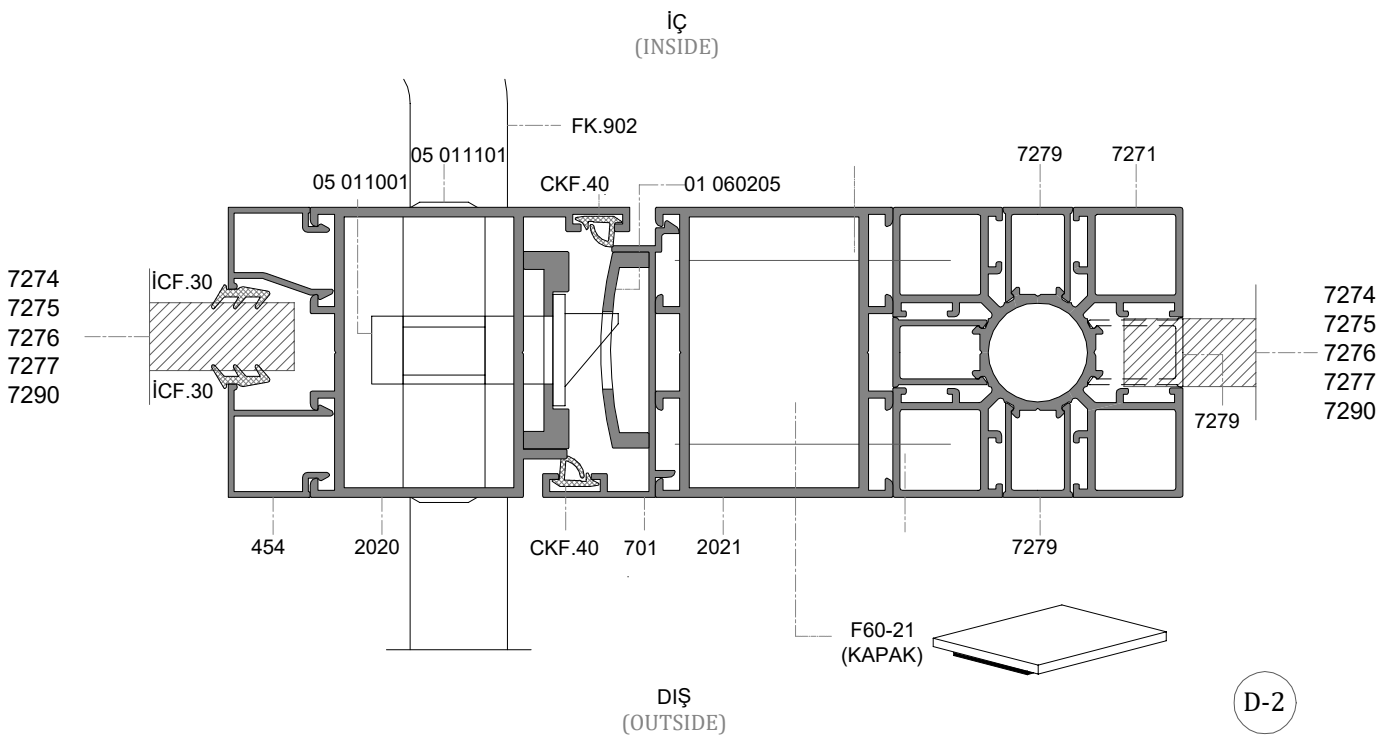 İÇ
(INSIDE)
FK.902
05 011101
05 011001
CKF.40
01 060205
7279
7271
7274
7275
7276
7277
7290
İCF.30
İCF.30
7274
7275
7276
7277
7290
7279
454
2020
CKF.40
701
2021
7279
F60-21
(KAPAK)
DIŞ
(OUTSIDE)
D-2